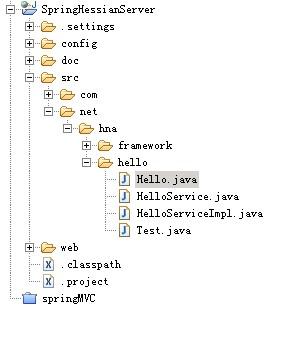 SpringHessianServer
.settings
config
doc
src
com
net
hna
framework
hello
Hello.java
HelloService.java
HelloServiceImpl.java
Test.java
web
.classpath
.project
springMVC